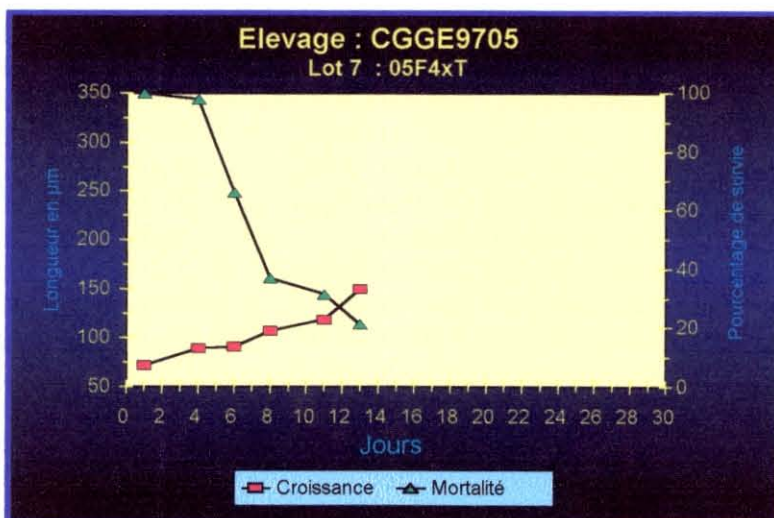 Elevage : CGGE9705
Lot 7 : 05F4xT
Longueur en µm
350
300
250
200
150
100
50
Pourcentage de survie
100
80
60
40
20
0
0 2 4 6 8 10 12 14 16 18 20 22 24 26 28 30
Jours
Croissance Mortalité